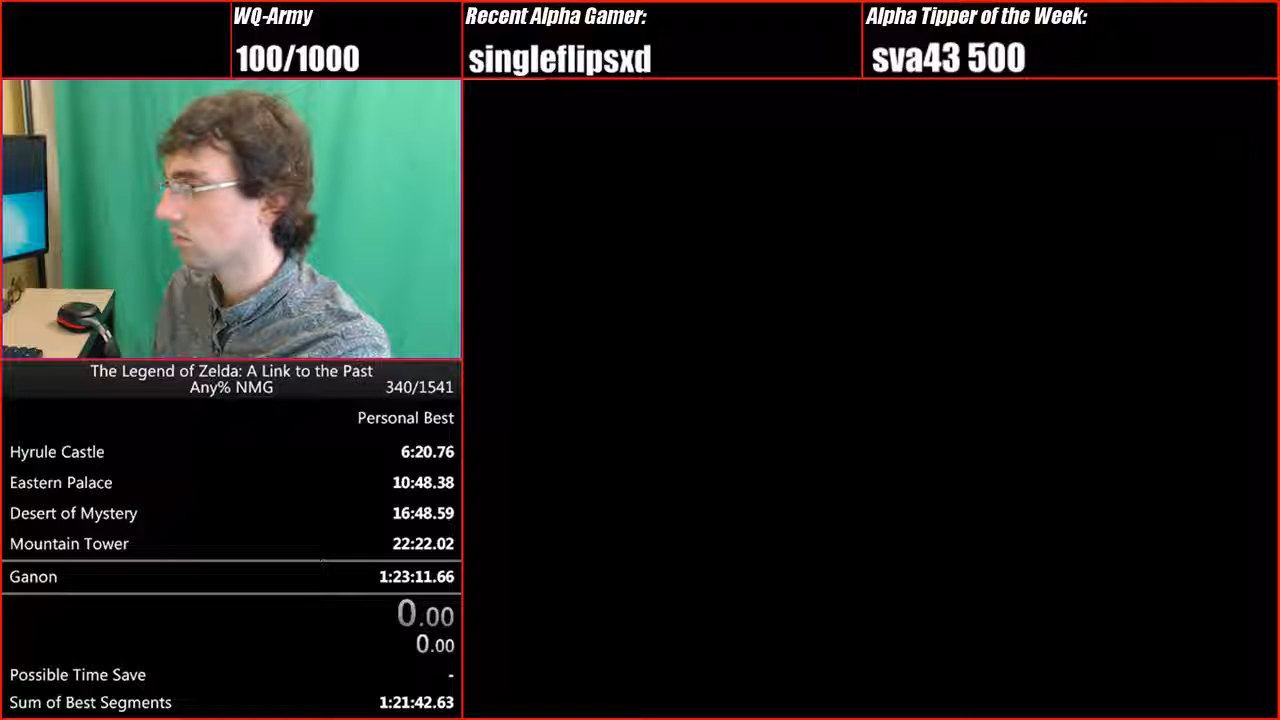 WQ-Army
100/1000
Recent Alpha Gamer:
singleflipsxd
Alpha Tipper of the Week:
sva43 500
The Legend of Zelda: A Link to the Past
Any% NMG 340/1541
Personal Best
Hyrule Castle 6:20.76
Eastern Palace 10:48.38
Desert of Mystery 16:48.59
Mountain Tower 22:22.02
Ganon 1:23:11.66
0.00
0.00
Possible Time Save -
Sum of Best Segments 1:21:42.63